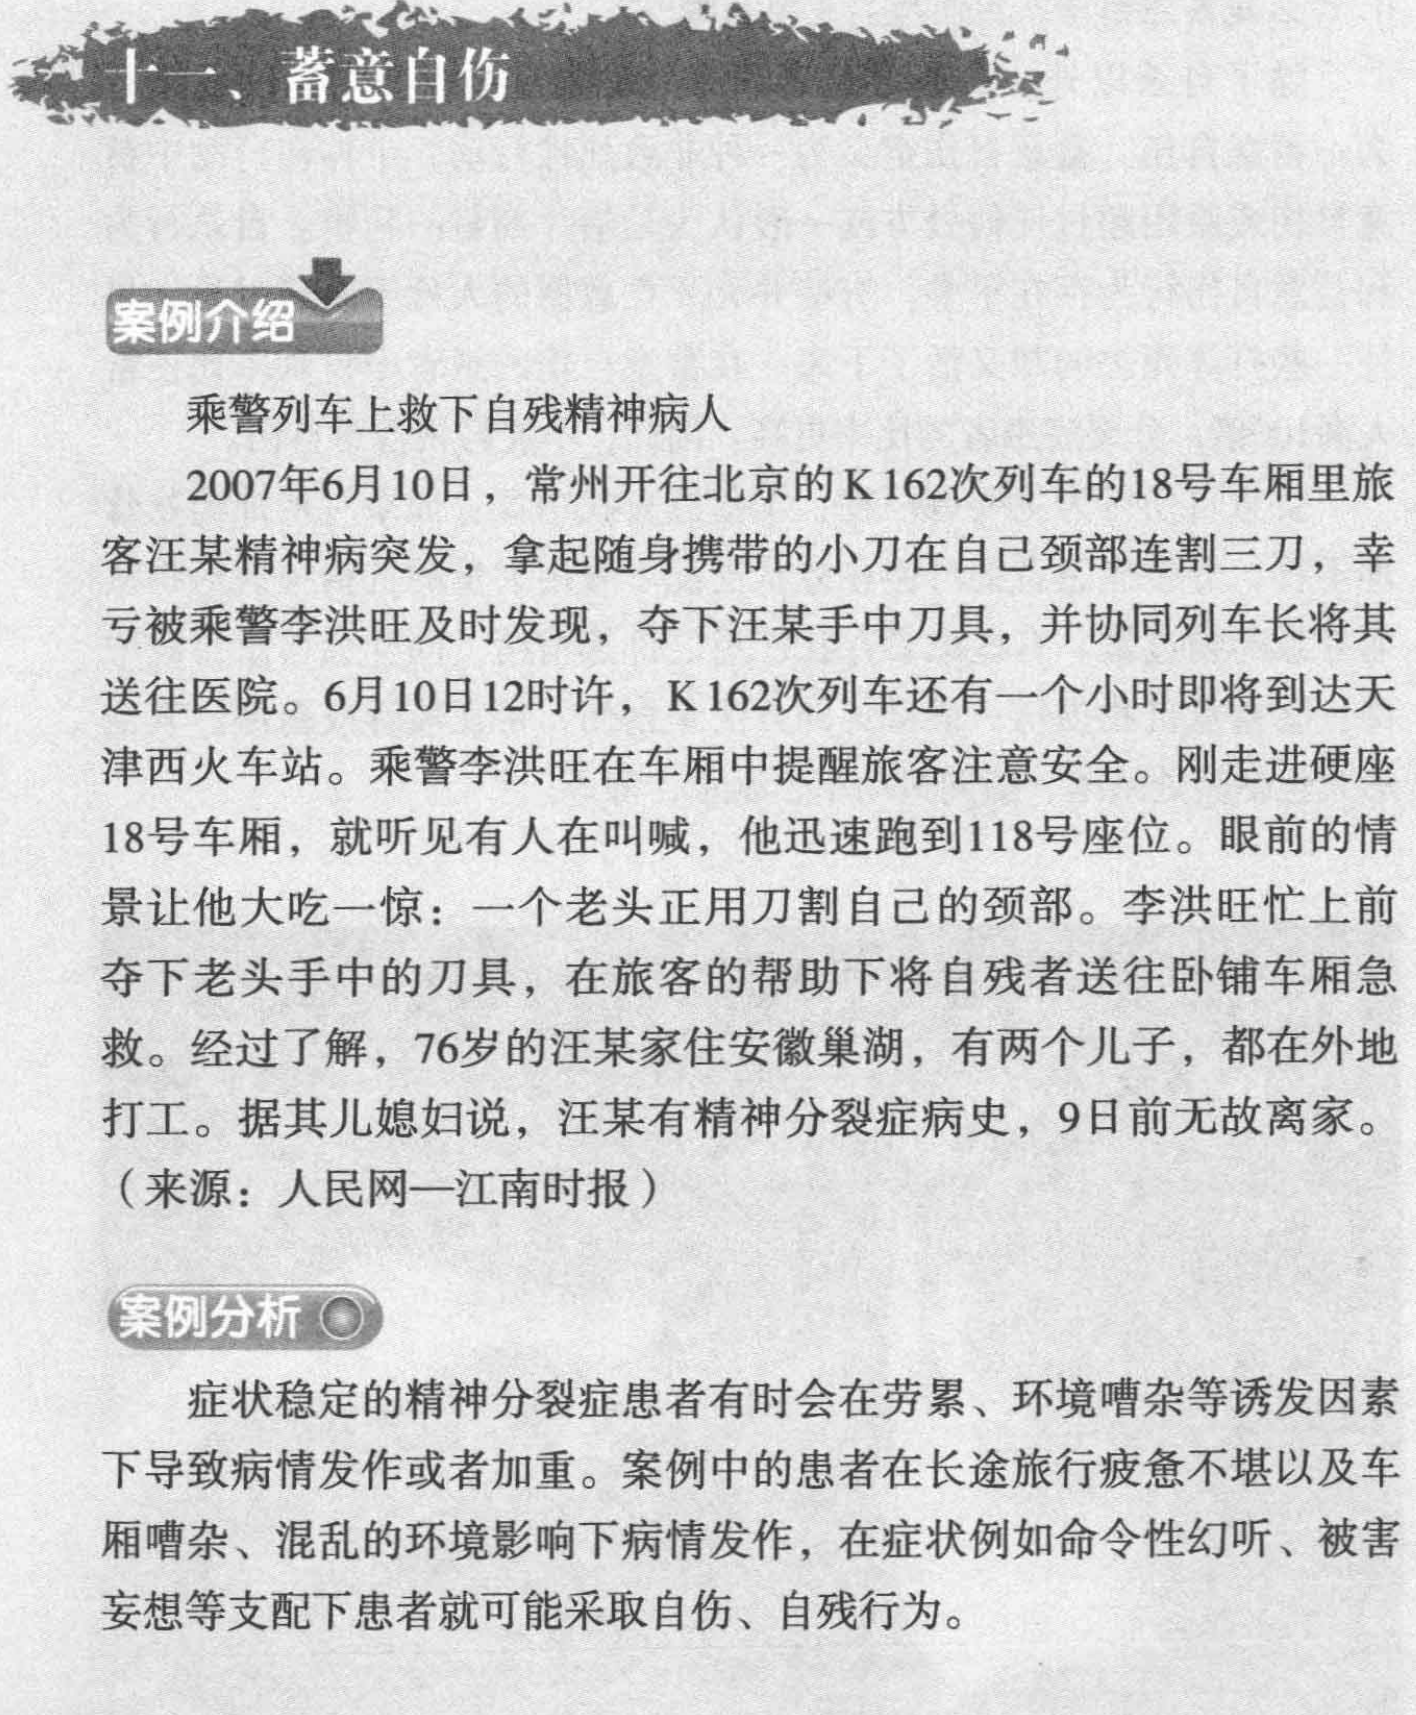 十一、蓄意自伤
案例介绍
乘警列车上救下自残精神病人
2007年6月10日，常州开往北京的K162次列车的18号车厢里旅
客汪某精神病突发，拿起随身携带的小刀在自己颈部连割三刀，幸
亏被乘警李洪旺及时发现，夺下汪某手中刀具，并协同列车长将其
送往医院。6月10日12时许，K162次列车还有一个小时即将到达天
津西火车站。乘警李洪旺在车厢中提醒旅客注意安全。刚走进硬座
18号车厢，就听见有人在叫喊，他迅速跑到118号座位。眼前的情
景让他大吃一惊：一个老头正用刀割自己的颈部。李洪旺忙上前
夺下老头手中的刀具，在旅客的帮助下将自残者送往卧铺车厢急
救。经过了解，76岁的汪某家住安徽巢湖，有两个儿子，都在外地
打工。据其儿媳妇说，汪某有精神分裂症病史，9日前无故离家。
（来源：人民网—江南时报）
案例分析
症状稳定的精神分裂症患者有时会在劳累、环境嘈杂等诱发因素
下导致病情发作或者加重。案例中的患者在长途旅行疲惫不堪以及车
厢嘈杂、混乱的环境影响下病情发作，在症状例如命令性幻听、被害
妄想等支配下患者就可能采取自伤、自残行为。